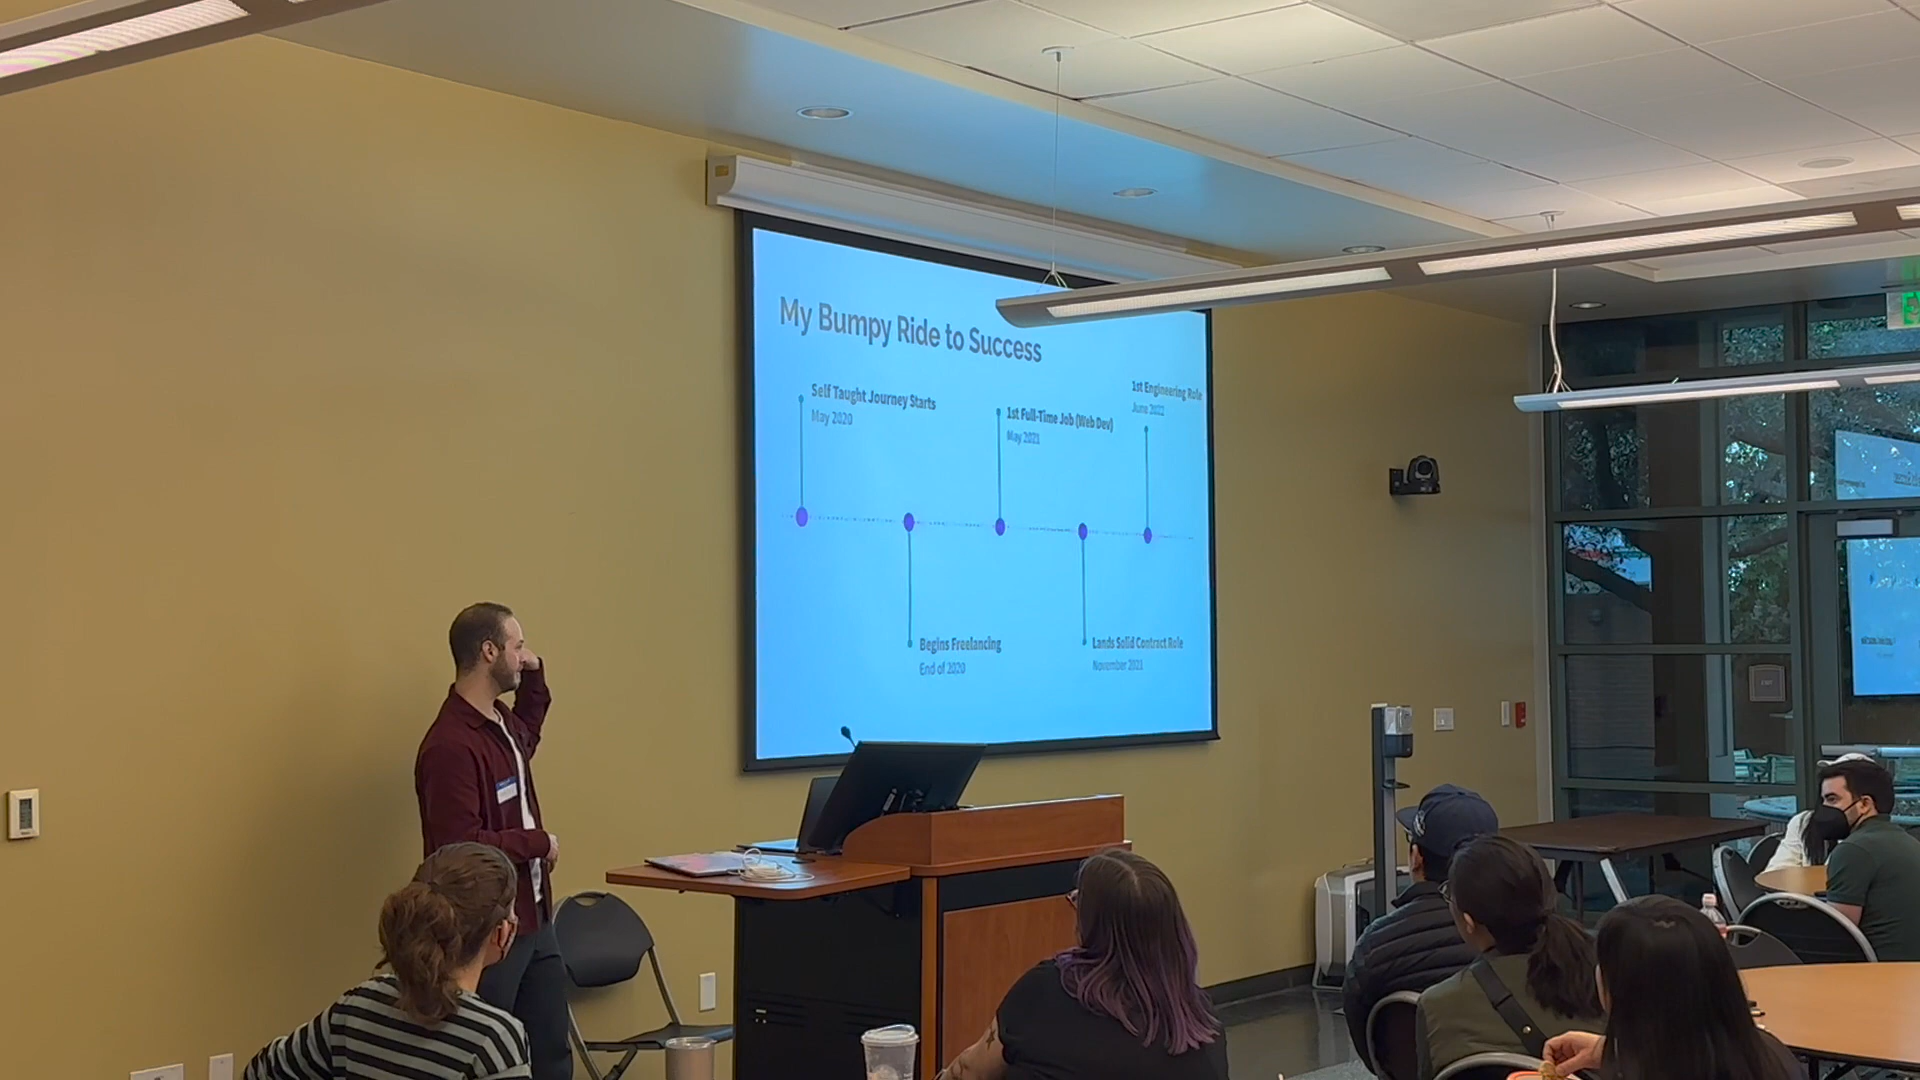 My Bumpy Ride to Success
Self Taught Journey Starts
May 2020
1st Full-Time Job (Web Dev)
May 2021
1st Engineering Role
June 2022
Begins Freelancing
End of 2020
Lands Solid Contract Role
November 2021